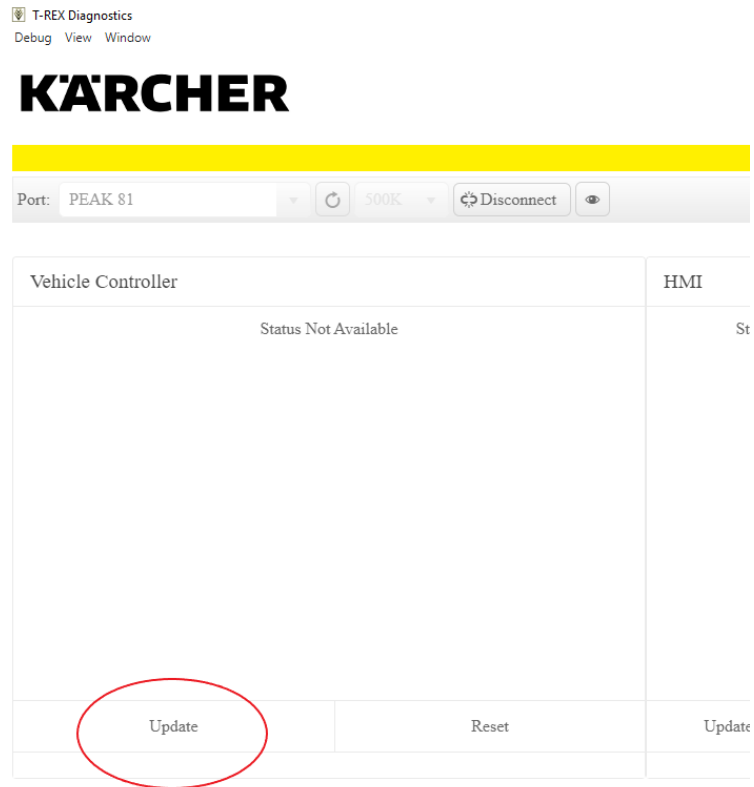 T-REX Diagnostics
Debug View Window
KÄRCHER
Port: PEAK 81 500K Disconnect
Vehicle Controller HMI
Status Not Available St
Update Reset Update